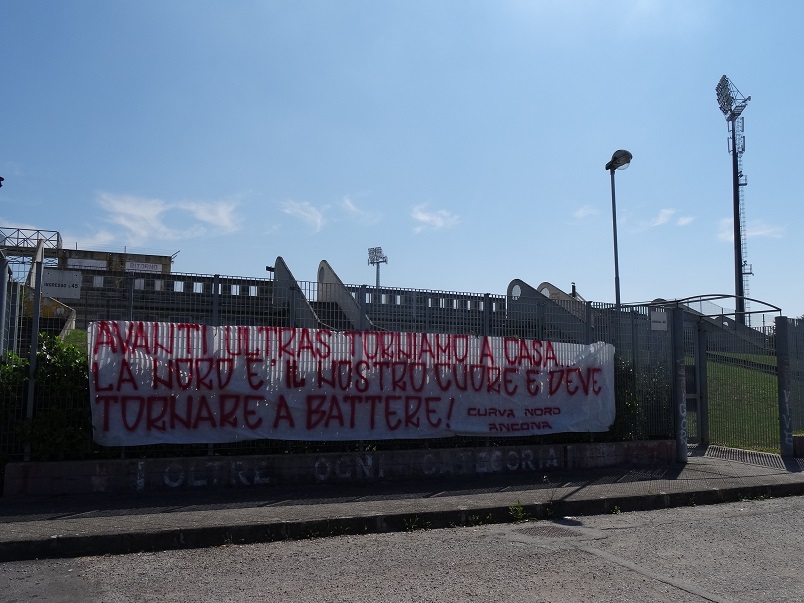 AVANTI ULTRAS TORNIAMO A CASA
LA NORD E' IL NOSTRO CUORE E DEVE
TORNARE A BATTERE!
CURVA NORD
ANCONA
OLTRE OGNI CATEGORIA